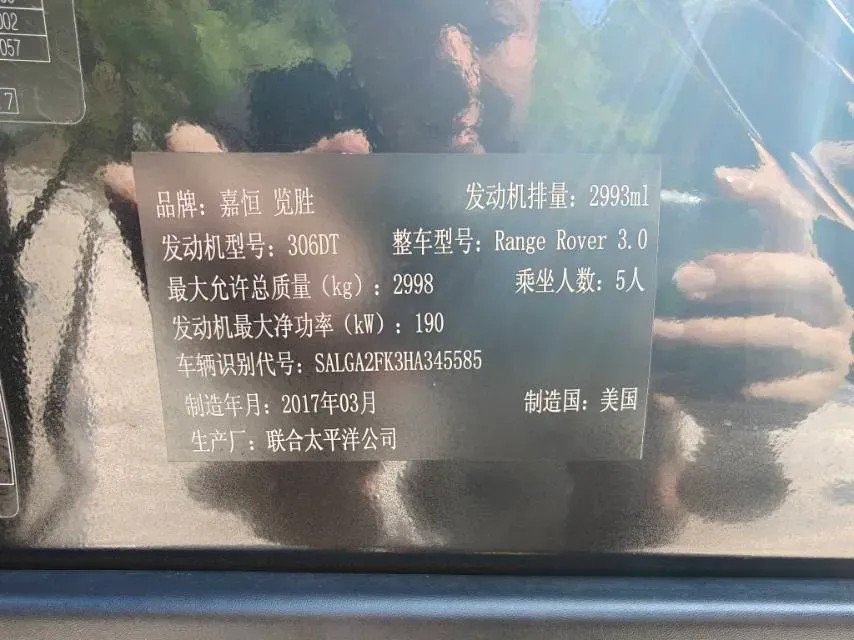 002
057
.7
品牌：嘉恒 览胜 发动机排量：2993ml
发动机型号：306DT 整车型号：Range Rover 3.0
最大允许总质量（kg）：2998 乘坐人数：5人
发动机最大净功率（kW）：190
车辆识别代号：SALGA2FK3HA345585
制造年月：2017年03月 制造国：美国
生产厂：联合太平洋公司